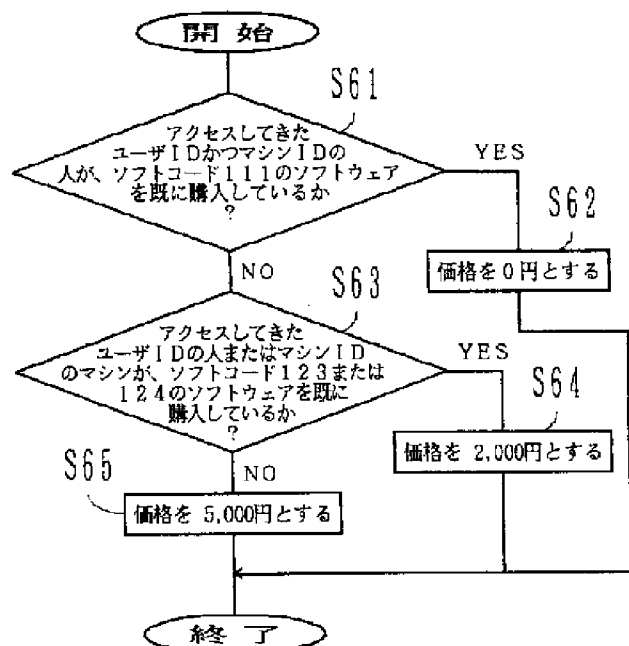 開始
S61
アクセスしてきた
ユーザIDかつマシンIDの
人が、ソフトコード111のソフトウェア
を既に購入しているか
？
YES
S62
価格を0円とする
NO
S63
アクセスしてきた
ユーザIDの人またはマシンID
のマシンが、ソフトコード123または
124のソフトウェアを既に
購入しているか
？
YES
S64
価格を 2,000円とする
NO
S65
価格を 5,000円とする
終了